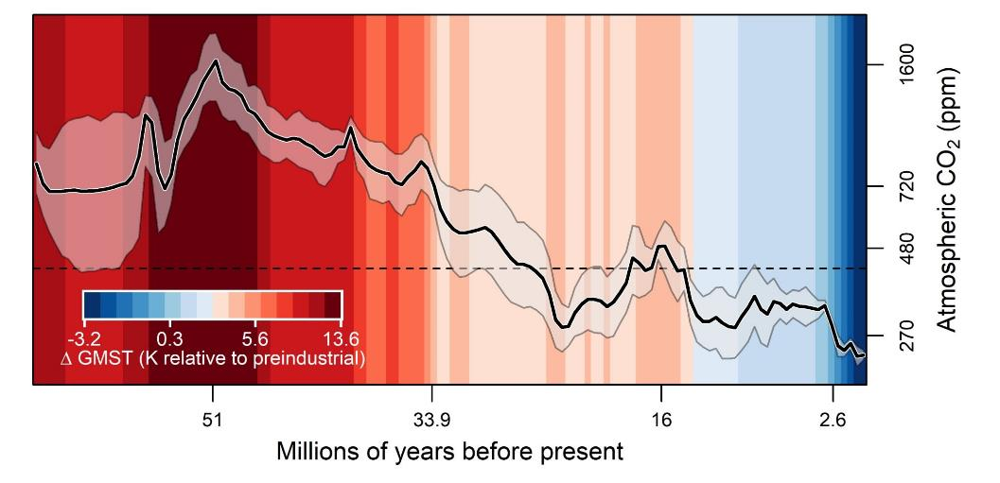 1600
720
480
270
Atmospheric CO₂ (ppm)
-3.2 0.3 5.6 13.6
Δ GMST (K relative to preindustrial)
51 33.9 16 2.6
Millions of years before present